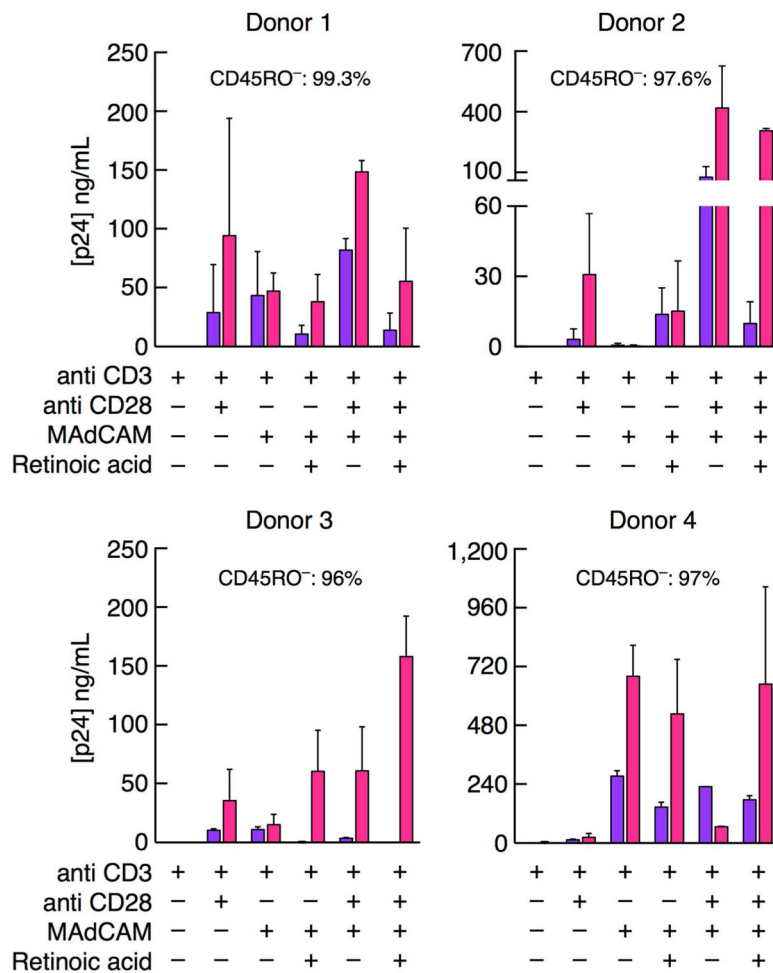 Donor 1
250
200
150
100
50
0
[p24] ng/mL
CD45RO⁻: 99.3%
anti CD3 + + + + + +
anti CD28 – + – – + +
MAdCAM – – + + + +
Retinoic acid – – – + – +
Donor 2
700
400
100
60
30
0
CD45RO⁻: 97.6%
+ + + + + +
– + – – + +
– – + + + +
– – – + – +
Donor 3
250
200
150
100
50
0
[p24] ng/mL
CD45RO⁻: 96%
anti CD3 + + + + + +
anti CD28 – + – – + +
MAdCAM – – + + + +
Retinoic acid – – – + – +
Donor 4
1,200
960
720
480
240
0
CD45RO⁻: 97%
+ + + + + +
– + – – + +
– – + + + +
– – – + – +